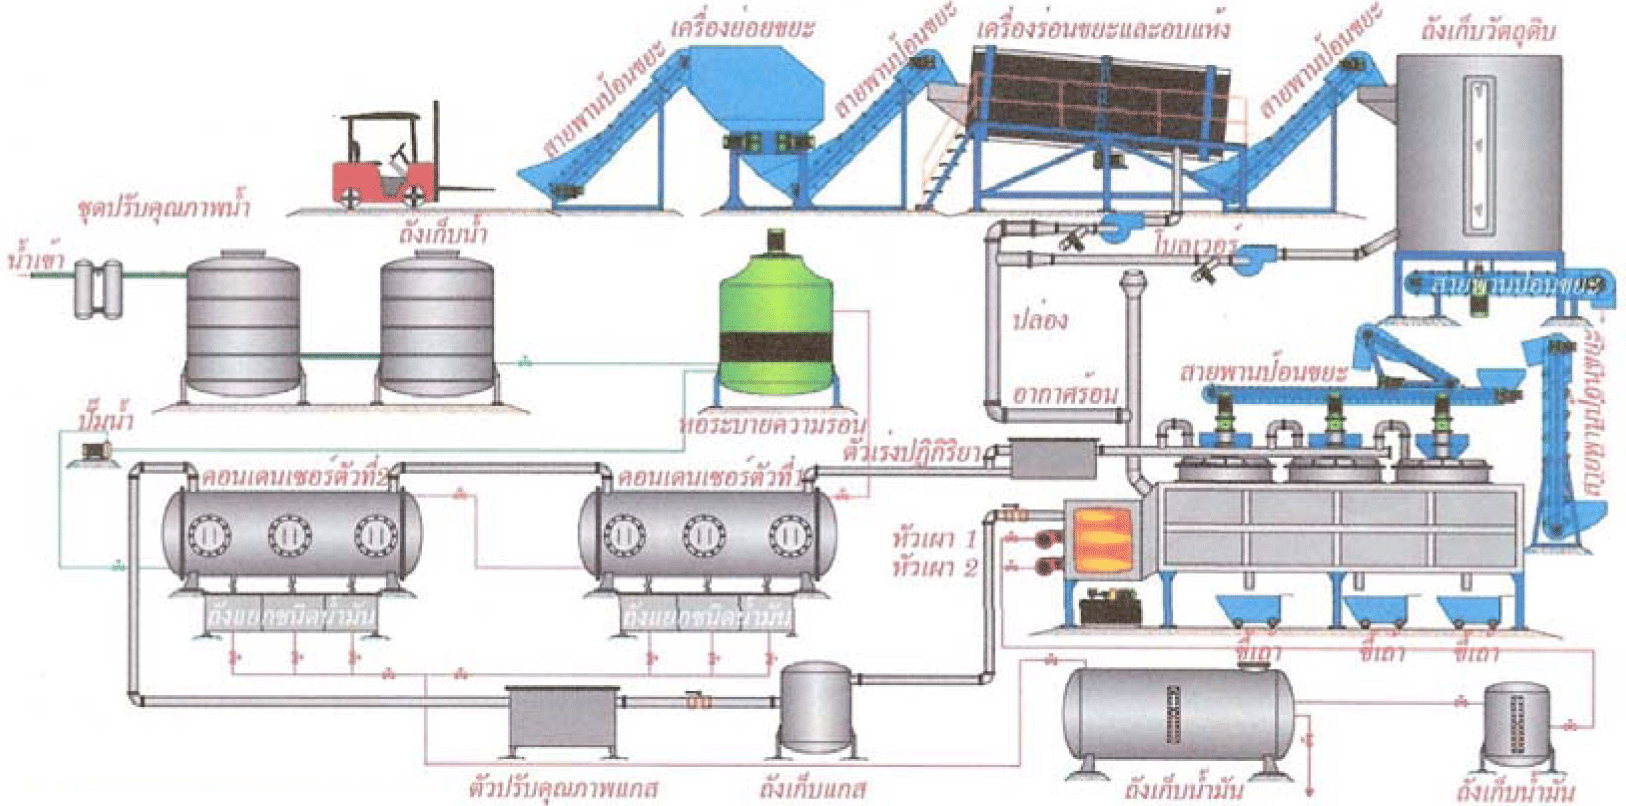 เครื่องย่อยขยะ
เครื่องร่อนขยะและอบแห้ง
ถังเก็บวัตถุดิบ
สายพานป้อนขยะ
สายพานป้อนขยะ
สายพานป้อนขยะ
ชุดปรับคุณภาพน้ำ
น้ำเข้า
ถังเก็บน้ำ
โบลเวอร์
สายพานป้อนขยะ
ปล่อง
สายพานป้อนขยะ
สายพานป้อนขยะ
อากาศร้อน
ปั๊มน้ำ
หอระบายความร้อน
ตัวเร่งปฏิกิริยา
คอนเดนเซอร์ตัวที่2
คอนเดนเซอร์ตัวที่1
หัวเผา 1
หัวเผา 2
ถังแยกชนิดน้ำมัน
ถังแยกชนิดน้ำมัน
ขี้เถ้า
ขี้เถ้า
ขี้เถ้า
ตัวปรับคุณภาพแกส
ถังเก็บแกส
ถังเก็บน้ำมัน
ถังเก็บน้ำมัน